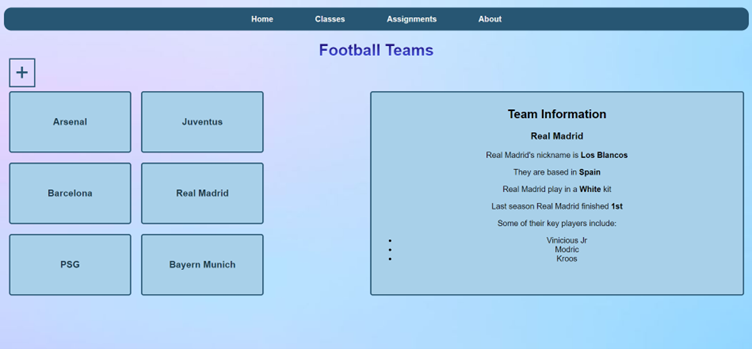 Home Classes Assignments About
Football Teams
+
Arsenal Juventus
Barcelona Real Madrid
PSG Bayern Munich
Team Information
Real Madrid
Real Madrid's nickname is Los Blancos
They are based in Spain
Real Madrid play in a White kit
Last season Real Madrid finished 1st
Some of their key players include:
• Vinicious Jr
• Modric
• Kroos